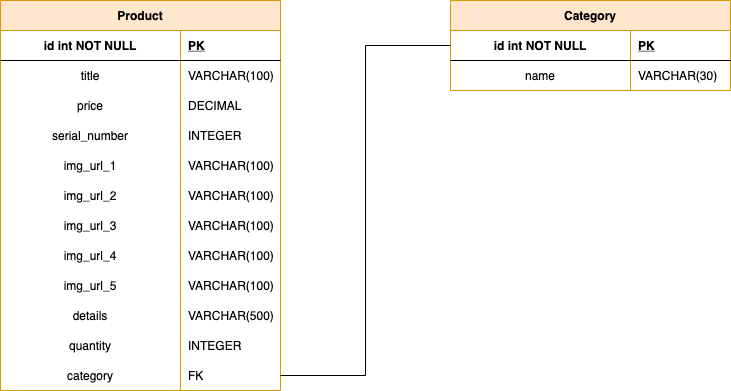 Product
id int NOT NULL PK
title VARCHAR(100)
price DECIMAL
serial_number INTEGER
img_url_1 VARCHAR(100)
img_url_2 VARCHAR(100)
img_url_3 VARCHAR(100)
img_url_4 VARCHAR(100)
img_url_5 VARCHAR(100)
details VARCHAR(500)
quantity INTEGER
category FK
Category
id int NOT NULL PK
name VARCHAR(30)